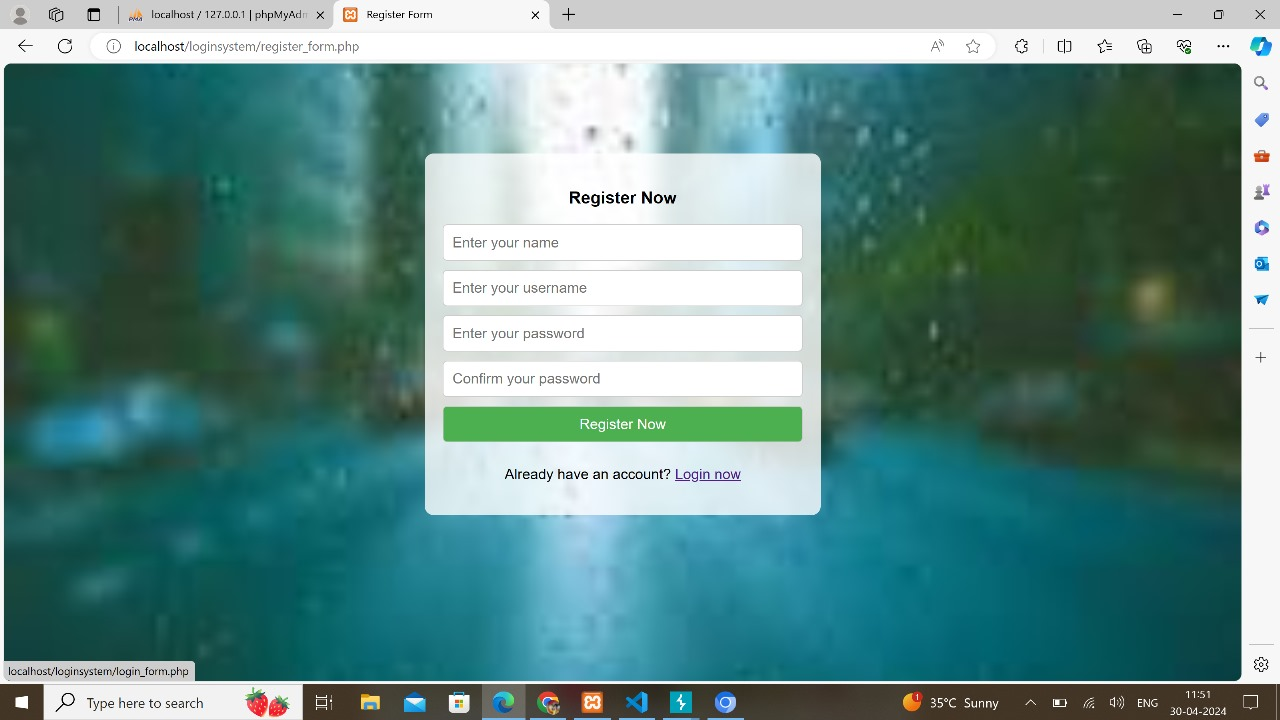 localhost / 127.0.0.1 | phpMyAdn
Register Form
localhost/loginsystem/register_form.php
Register Now
Enter your name
Enter your username
Enter your password
Confirm your password
Register Now
Already have an account? Login now
localhost/loginsystem/login_form.php
Type here to search
1
35°C Sunny
ENG
11:51
30-04-2024